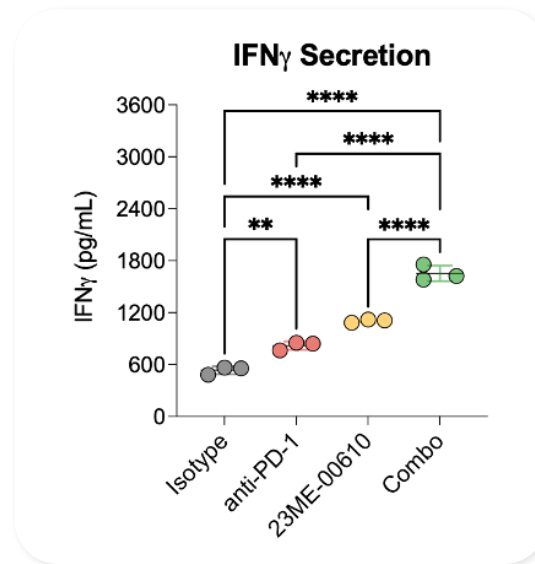 IFNγ Secretion
****
****
****
**
****
IFNγ (pg/mL)
3600
3000
2400
1800
1200
600
0
Isotype
anti-PD-1
23ME-00610
Combo